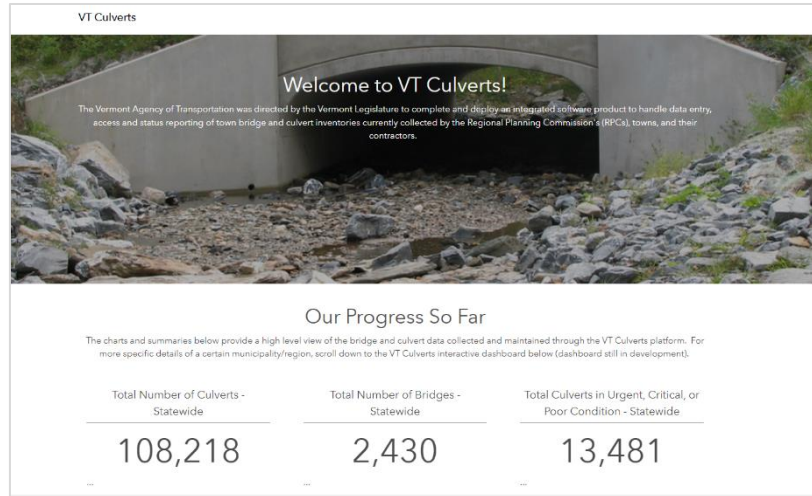 VT Culverts
Welcome to VT Culverts!
The Vermont Agency of Transportation was directed by the Vermont Legislature to complete and deploy an integrated software product to handle data entry,
access and status reporting of town bridge and culvert inventories currently collected by the Regional Planning Commission's (RPCs), towns, and their
contractors.
Our Progress So Far
The charts and summaries below provide a high level view of the bridge and culvert data collected and maintained through the VT Culverts platform. For
more specific details of a certain municipality/region, scroll down to the VT Culverts interactive dashboard below (dashboard still in development).
Total Number of Culverts -
Statewide
108,218
...
Total Number of Bridges -
Statewide
2,430
...
Total Culverts in Urgent, Critical, or
Poor Condition - Statewide
13,481
...